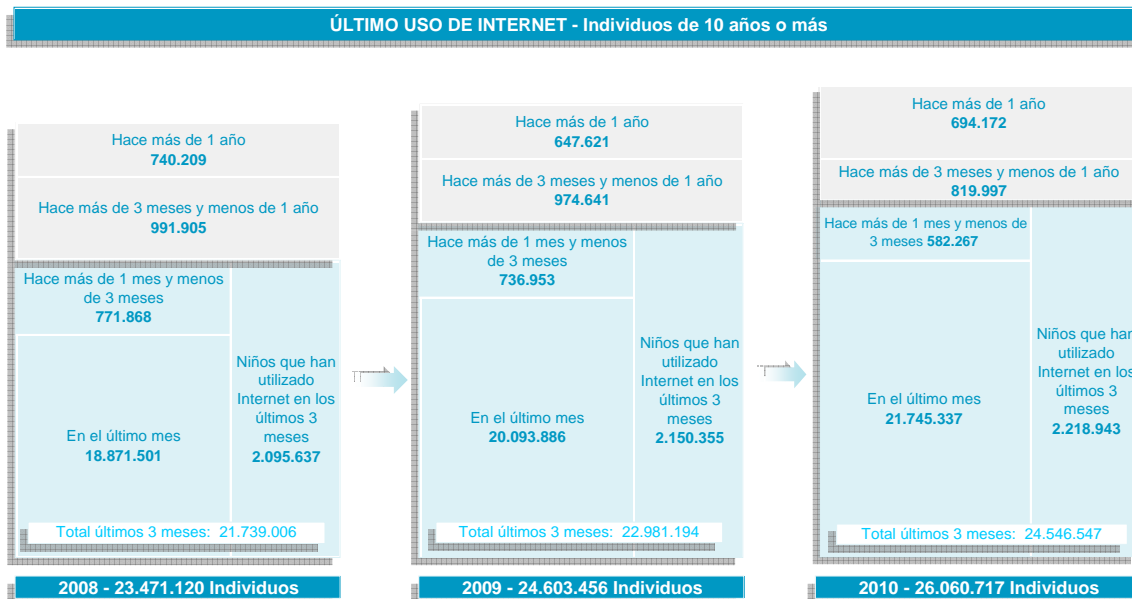 ÚLTIMO USO DE INTERNET - Individuos de 10 años o más
Hace más de 1 año
740.209
Hace más de 3 meses y menos de 1 año
991.905
Hace más de 1 mes y menos
de 3 meses
771.868
En el último mes
18.871.501
Niños que han
utilizado
Internet en los
últimos 3
meses
2.095.637
Total últimos 3 meses: 21.739.006
2008 - 23.471.120 Individuos
Hace más de 1 año
647.621
Hace más de 3 meses y menos de 1 año
974.641
Hace más de 1 mes y menos
de 3 meses
736.953
En el último mes
20.093.886
Niños que han
utilizado
Internet en los
últimos 3
meses
2.150.355
Total últimos 3 meses: 22.981.194
2009 - 24.603.456 Individuos
Hace más de 1 año
694.172
Hace más de 3 meses y menos de 1 año
819.997
Hace más de 1 mes y menos de
3 meses 582.267
En el último mes
21.745.337
Niños que han
utilizado
Internet en los
últimos 3
meses
2.218.943
Total últimos 3 meses: 24.546.547
2010 - 26.060.717 Individuos